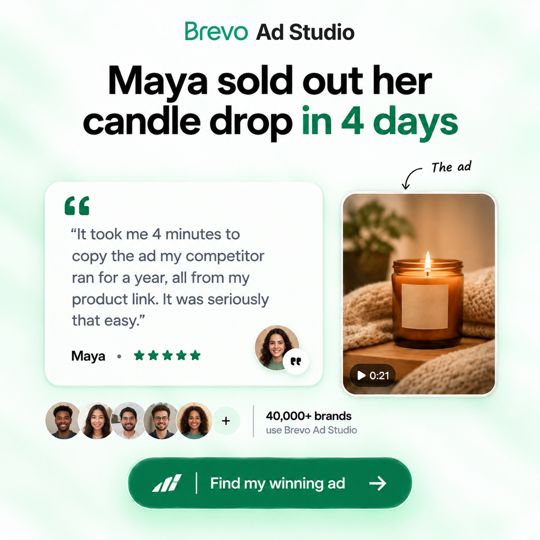 Brevo Ad Studio
Maya sold out her
candle drop in 4 days
The ad
“It took me 4 minutes to
copy the ad my competitor
ran for a year, all from my
product link. It was seriously
that easy.”
Maya • ★★★★★
0:21
+
40,000+ brands
use Brevo Ad Studio
Find my winning ad →